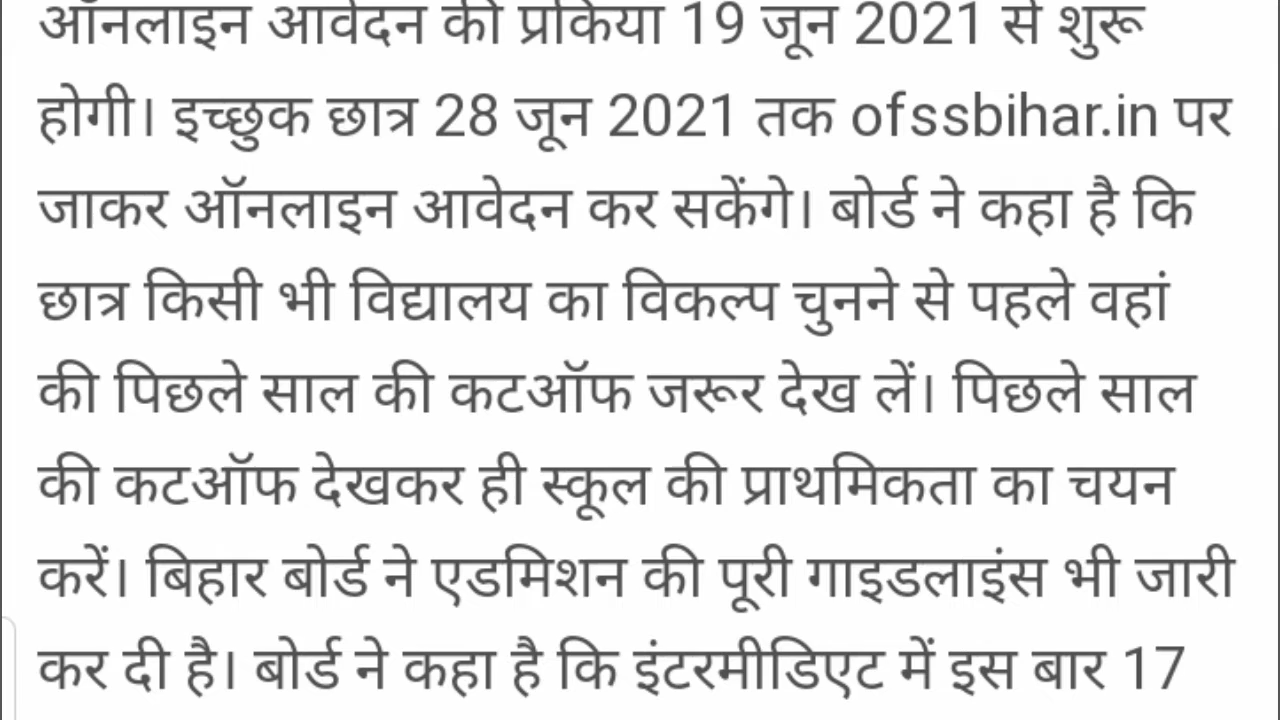 ऑनलाइन आवेदन की प्रकिया 19 जून 2021 से शुरू
होगी। इच्छुक छात्र 28 जून 2021 तक ofssbihar.in पर
जाकर ऑनलाइन आवेदन कर सकेंगे। बोर्ड ने कहा है कि
छात्र किसी भी विद्यालय का विकल्प चुनने से पहले वहां
की पिछले साल की कटऑफ जरूर देख लें। पिछले साल
की कटऑफ देखकर ही स्कूल की प्राथमिकता का चयन
करें। बिहार बोर्ड ने एडमिशन की पूरी गाइडलाइंस भी जारी
कर दी है। बोर्ड ने कहा है कि इंटरमीडिएट में इस बार 17